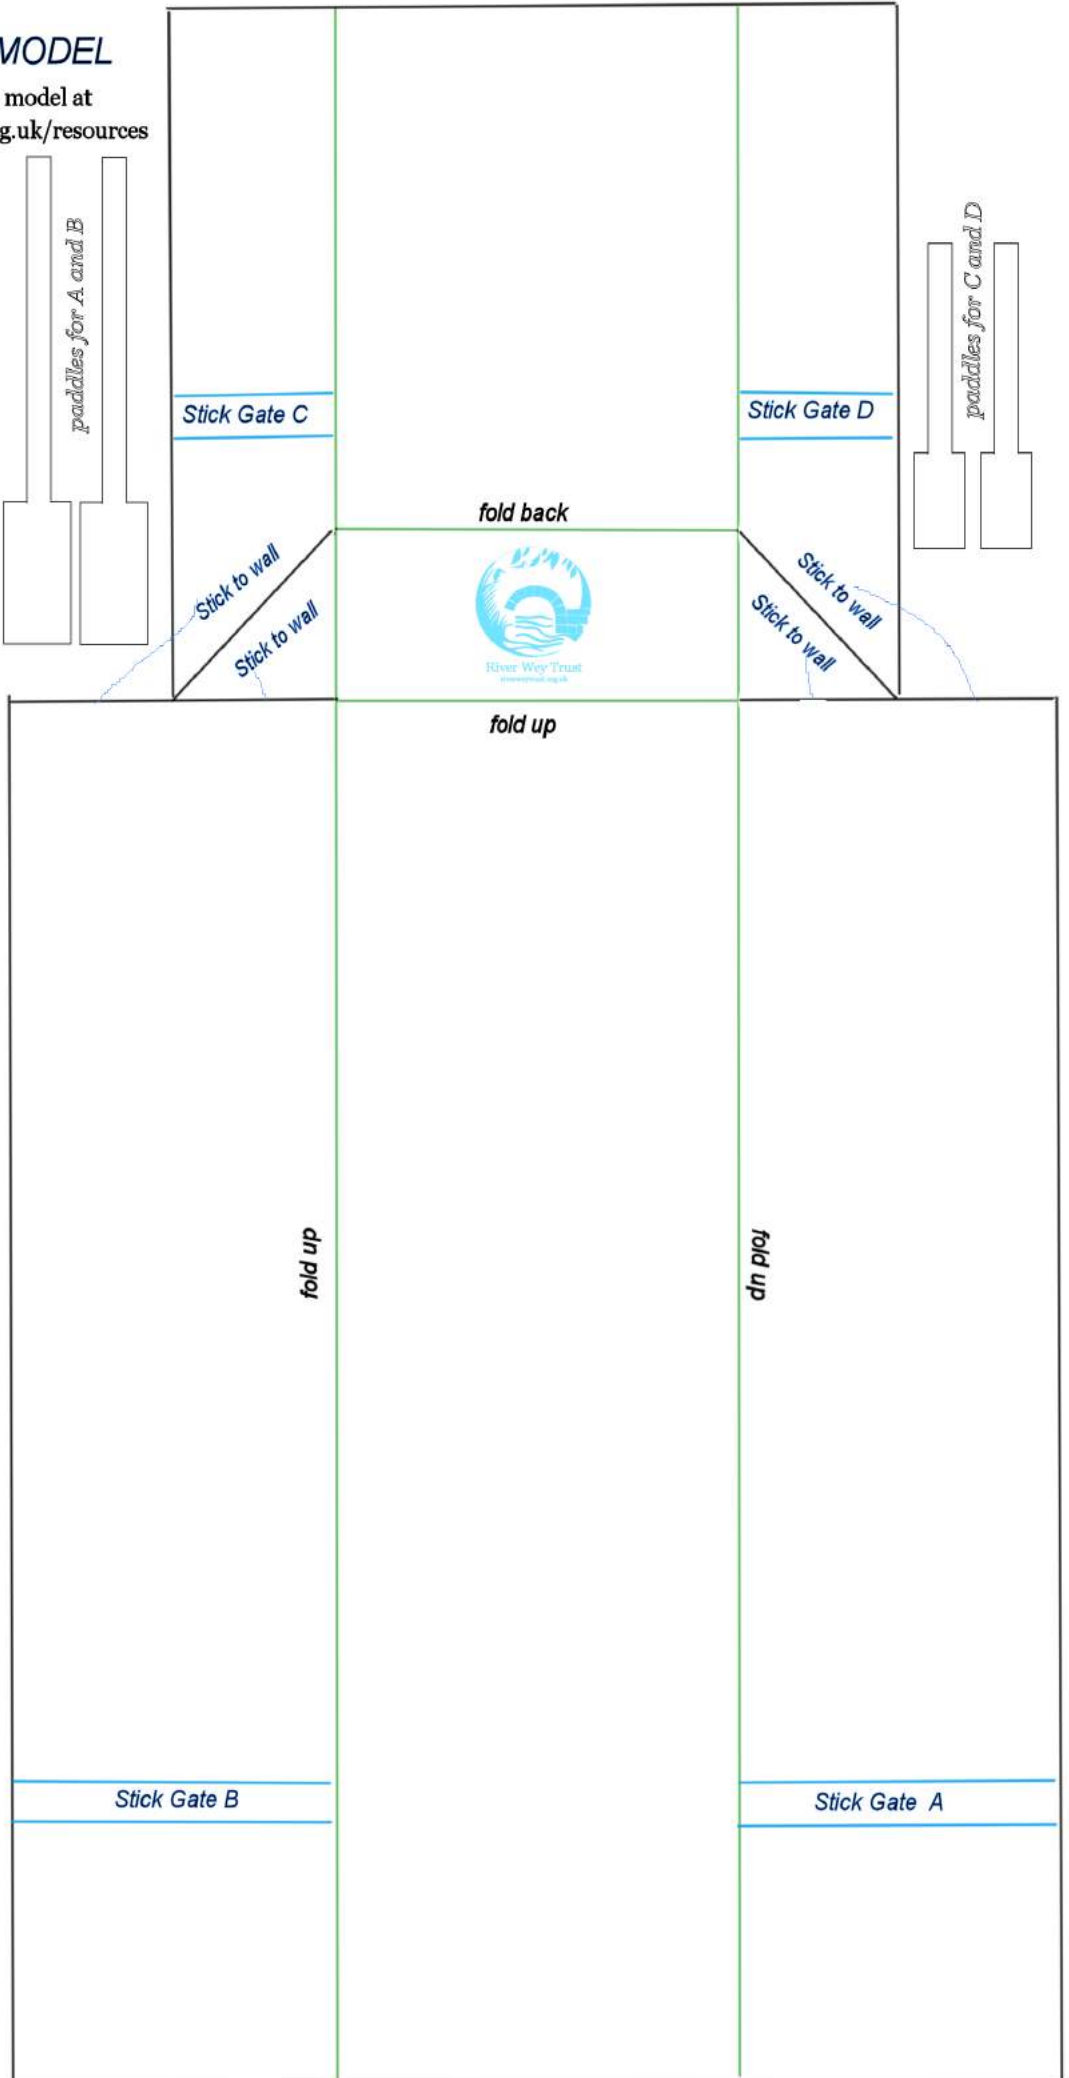 MODEL
model at
g.uk/resources
paddles for A and B
paddles for C and D
Stick Gate C
Stick Gate D
fold back
Stick to wall
Stick to wall
Stick to wall
Stick to wall
River Wey Trust
fold up
fold up
fold up
Stick Gate B
Stick Gate A